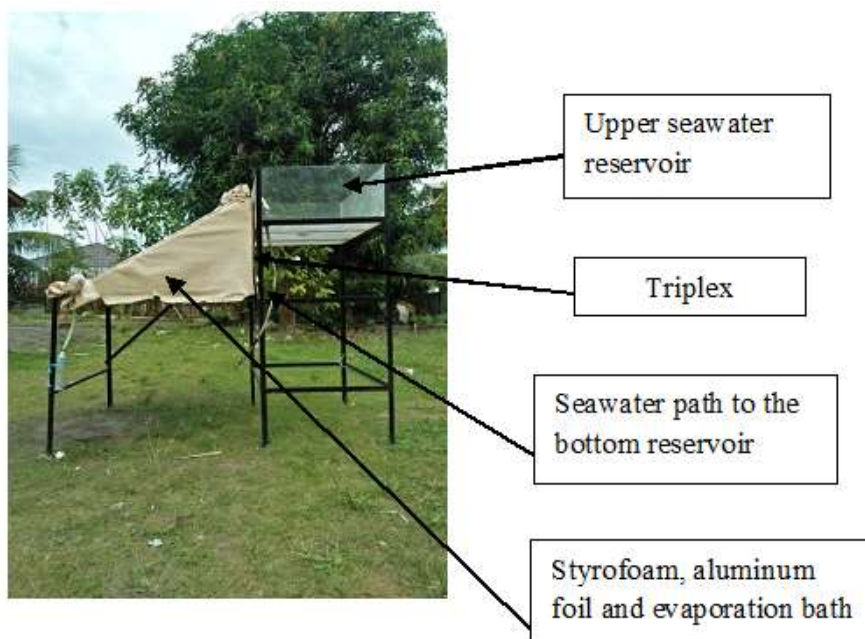 Upper seawater
reservoir
Triplex
Seawater path to the
bottom reservoir
Styrofoam, aluminum
foil and evaporation bath